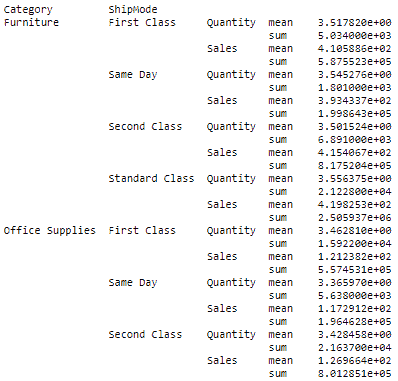 Category ShipMode
Furniture First Class Quantity mean 3.517820e+00
sum 5.034000e+03
Sales mean 4.105886e+02
sum 5.875523e+05
Same Day Quantity mean 3.545276e+00
sum 1.801000e+03
Sales mean 3.934337e+02
sum 1.998643e+05
Second Class Quantity mean 3.501524e+00
sum 6.891000e+03
Sales mean 4.154067e+02
sum 8.175204e+05
Standard Class Quantity mean 3.556375e+00
sum 2.122800e+04
Sales mean 4.198253e+02
sum 2.505937e+06
Office Supplies First Class Quantity mean 3.462810e+00
sum 1.592200e+04
Sales mean 1.212382e+02
sum 5.574531e+05
Same Day Quantity mean 3.365970e+00
sum 5.638000e+03
Sales mean 1.172912e+02
sum 1.964628e+05
Second Class Quantity mean 3.428458e+00
sum 2.163700e+04
Sales mean 1.269664e+02
sum 8.012851e+05